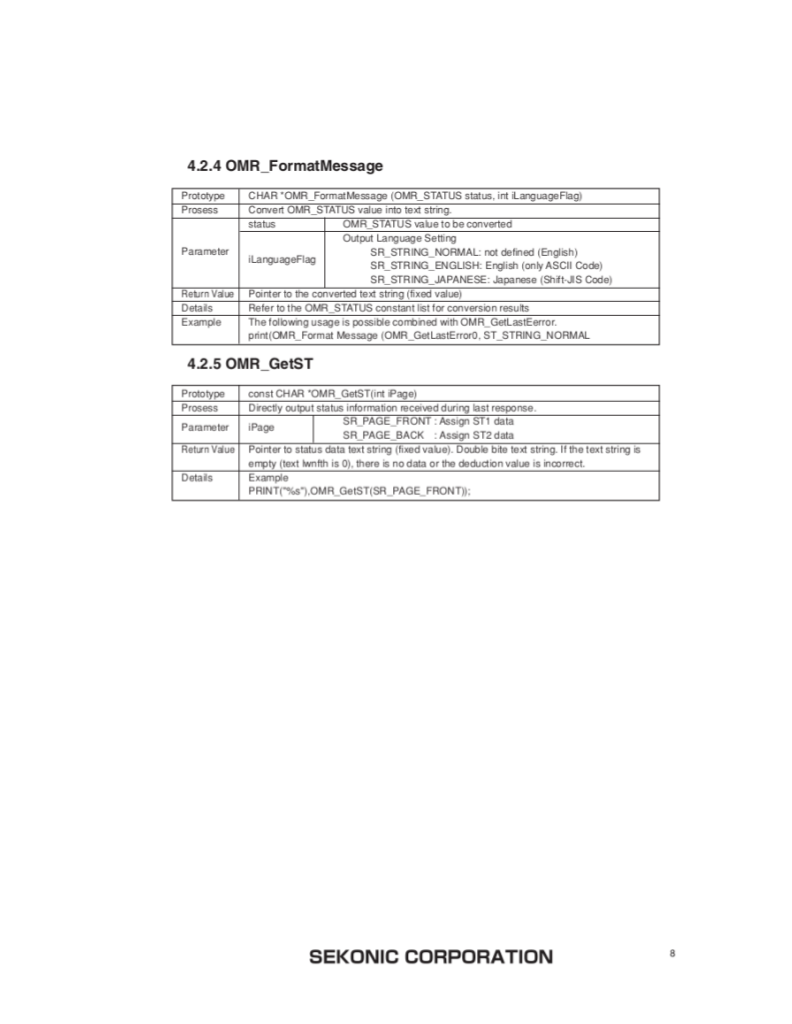 4.2.4 OMR_FormatMessage
Prototype CHAR *OMR_FormatMessage (OMR_STATUS status, int iLanguageFlag)
Prosess Convert OMR_STATUS value into text string.
Parameter status OMR_STATUS value to be converted
iLanguageFlag Output Language Setting
SR_STRING_NORMAL: not defined (English)
SR_STRING_ENGLISH: English (only ASCII Code)
SR_STRING_JAPANESE: Japanese (Shift-JIS Code)
Return Value Pointer to the converted text string (fixed value)
Details Refer to the OMR_STATUS constant list for conversion results
Example The following usage is possible combined with OMR_GetLastEerror.
print(OMR_Format Message (OMR_GetLastError0, ST_STRING_NORMAL
4.2.5 OMR_GetST
Prototype const CHAR *OMR_GetST(int iPage)
Prosess Directly output status information received during last response.
Parameter iPage SR_PAGE_FRONT : Assign ST1 data
SR_PAGE_BACK : Assign ST2 data
Return Value Pointer to status data text string (fixed value). Double bite text string. If the text string is
empty (text lwnfth is 0), there is no data or the deduction value is incorrect.
Details Example
PRINT("%s"),OMR_GetST(SR_PAGE_FRONT));
SEKONIC CORPORATION
8